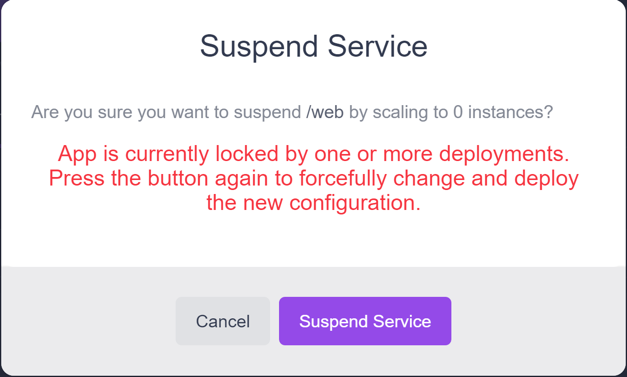 Suspend Service
Are you sure you want to suspend /web by scaling to 0 instances?
App is currently locked by one or more deployments.
Press the button again to forcefully change and deploy
the new configuration.
Cancel
Suspend Service